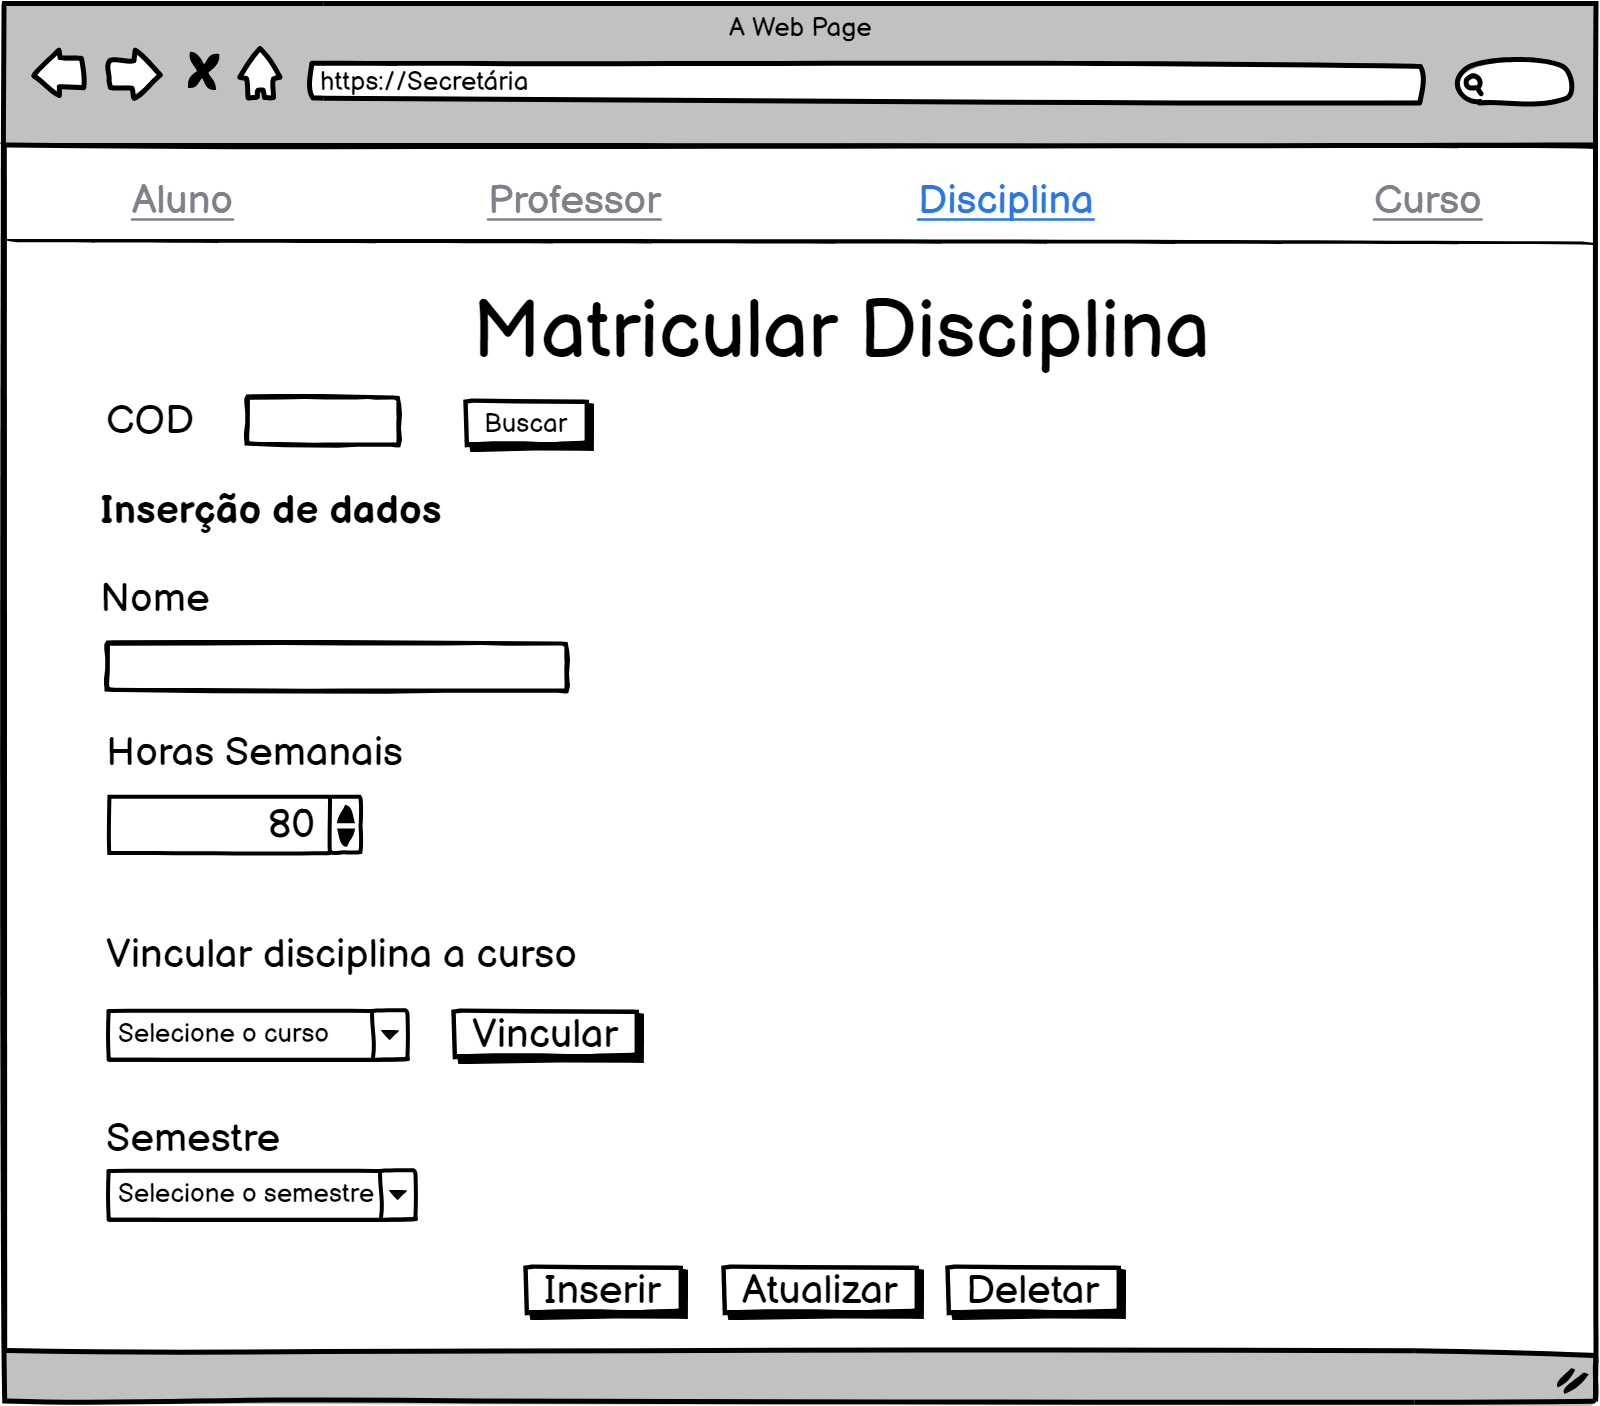 A Web Page
https://Secretária
Aluno Professor Disciplina Curso
Matricular Disciplina
COD Buscar
Inserção de dados
Nome
Horas Semanais
80
Vincular disciplina a curso
Selecione o curso Vincular
Semestre
Selecione o semestre
Inserir Atualizar Deletar